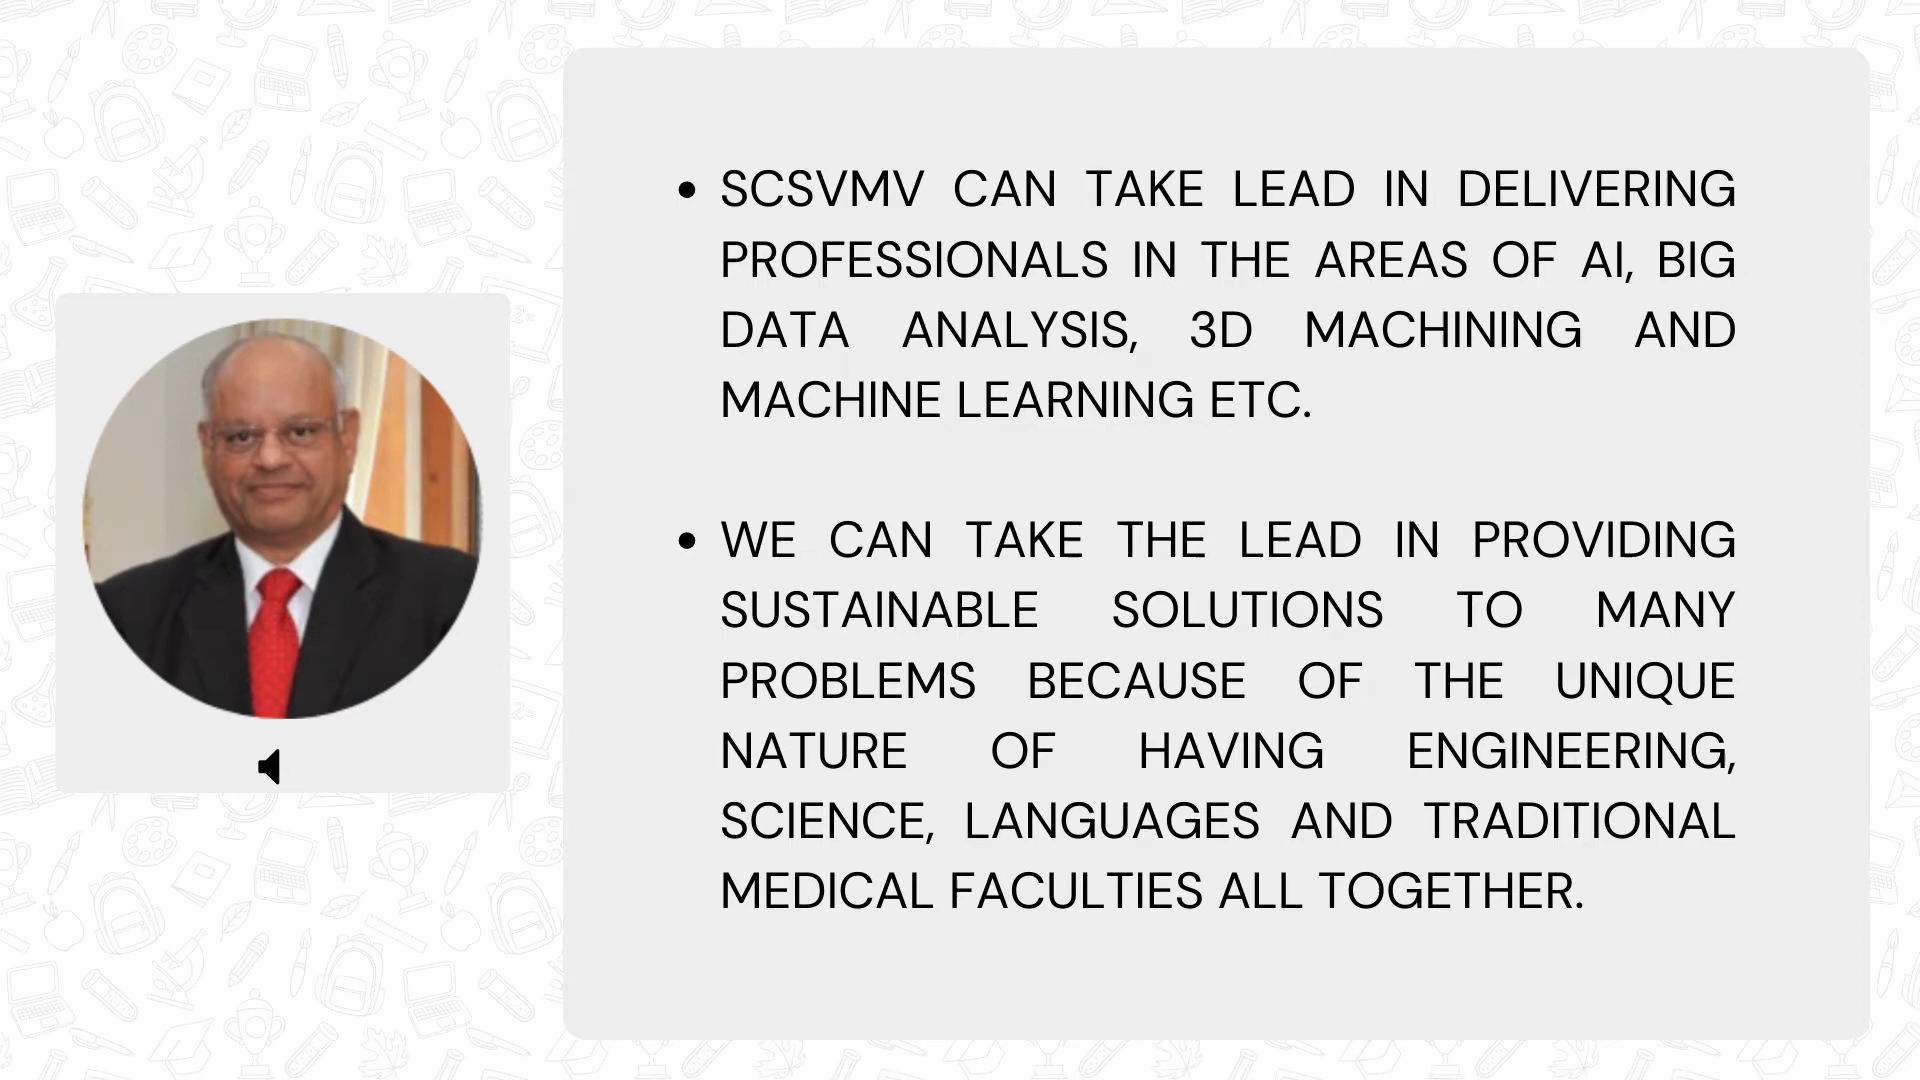 SCSVMV CAN TAKE LEAD IN DELIVERING
PROFESSIONALS IN THE AREAS OF AI, BIG
DATA ANALYSIS, 3D MACHINING AND
MACHINE LEARNING ETC.
WE CAN TAKE THE LEAD IN PROVIDING
SUSTAINABLE SOLUTIONS TO MANY
PROBLEMS BECAUSE OF THE UNIQUE
NATURE OF HAVING ENGINEERING,
SCIENCE, LANGUAGES AND TRADITIONAL
MEDICAL FACULTIES ALL TOGETHER.